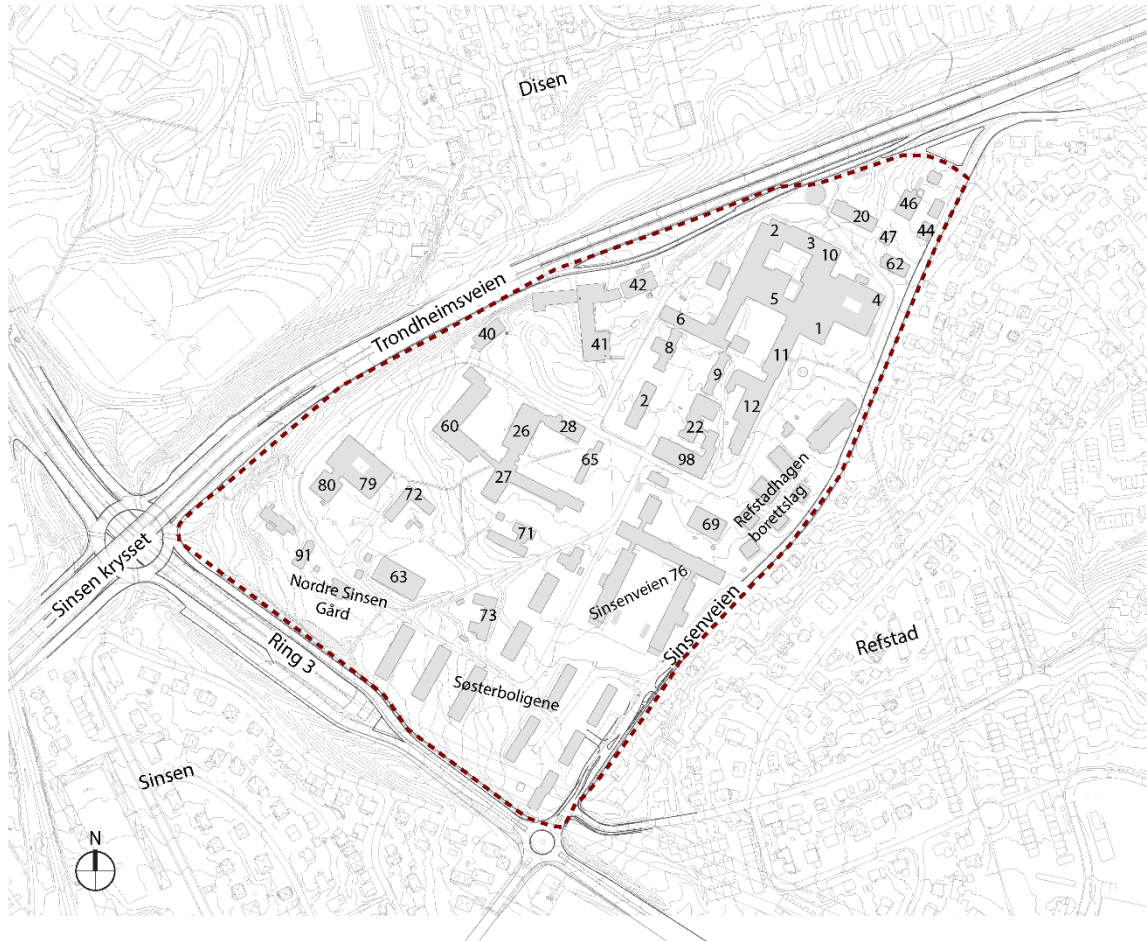 Disen
Trondheimsveien
46
20
44
47
2
3
10
62
42
5
4
6
1
40
41
8
11
9
2
12
60
26
28
22
98
65
27
80
79
72
69
Refstadhagen
borettslag
71
Sinsen krysset
91
63
Nordre Sinsen
Gård
Sinsenveien 76
73
Sinsenveien
Refstad
Ring 3
Søsterboligene
Sinsen
N